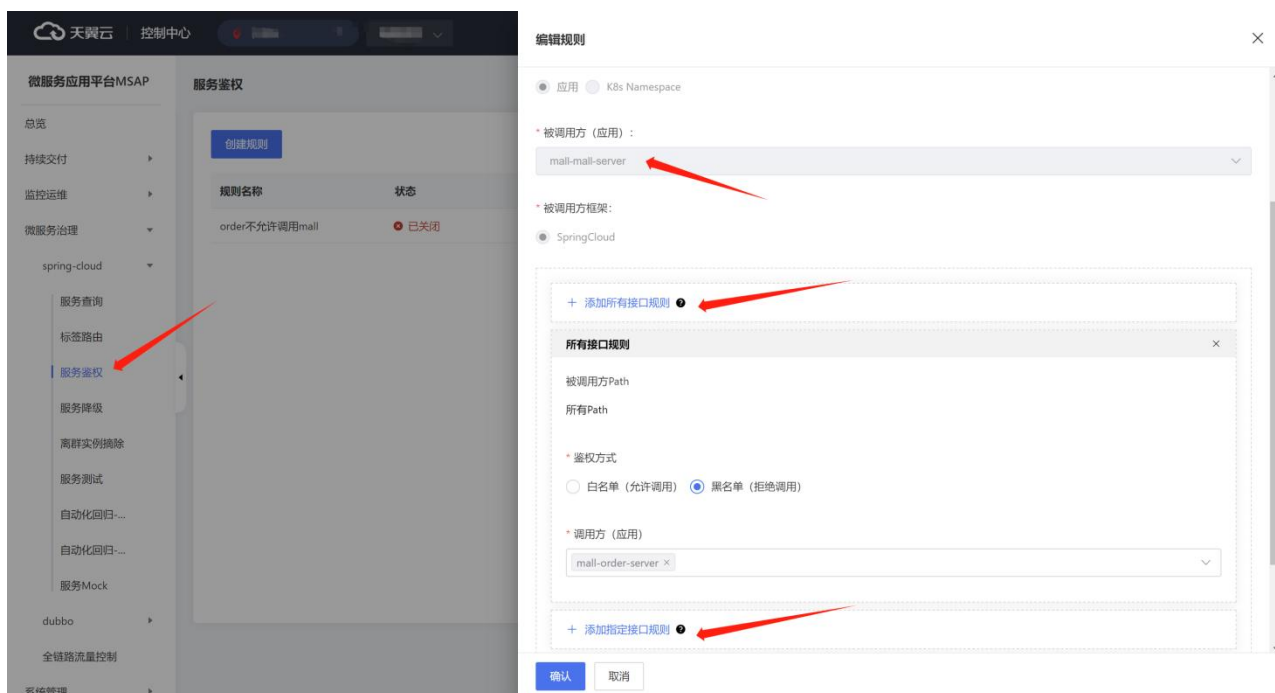 天翼云 控制中心
微服务应用平台MSAP
总览
持续交付
监控运维
微服务治理
spring-cloud
服务查询
标签路由
服务鉴权
服务降级
离群实例摘除
服务测试
自动化回归-...
自动化回归-...
服务Mock
dubbo
全链路流量控制
系统管理
服务鉴权
创建规则
规则名称 状态
order不允许调用mall 已关闭
编辑规则
应用 K8s Namespace
* 被调用方（应用）:
mall-mall-server
* 被调用方框架:
SpringCloud
+ 添加所有接口规则
所有接口规则
被调用方Path
所有Path
* 鉴权方式
白名单（允许调用） 黑名单（拒绝调用）
* 调用方（应用）
mall-order-server ×
+ 添加指定接口规则
确认 取消